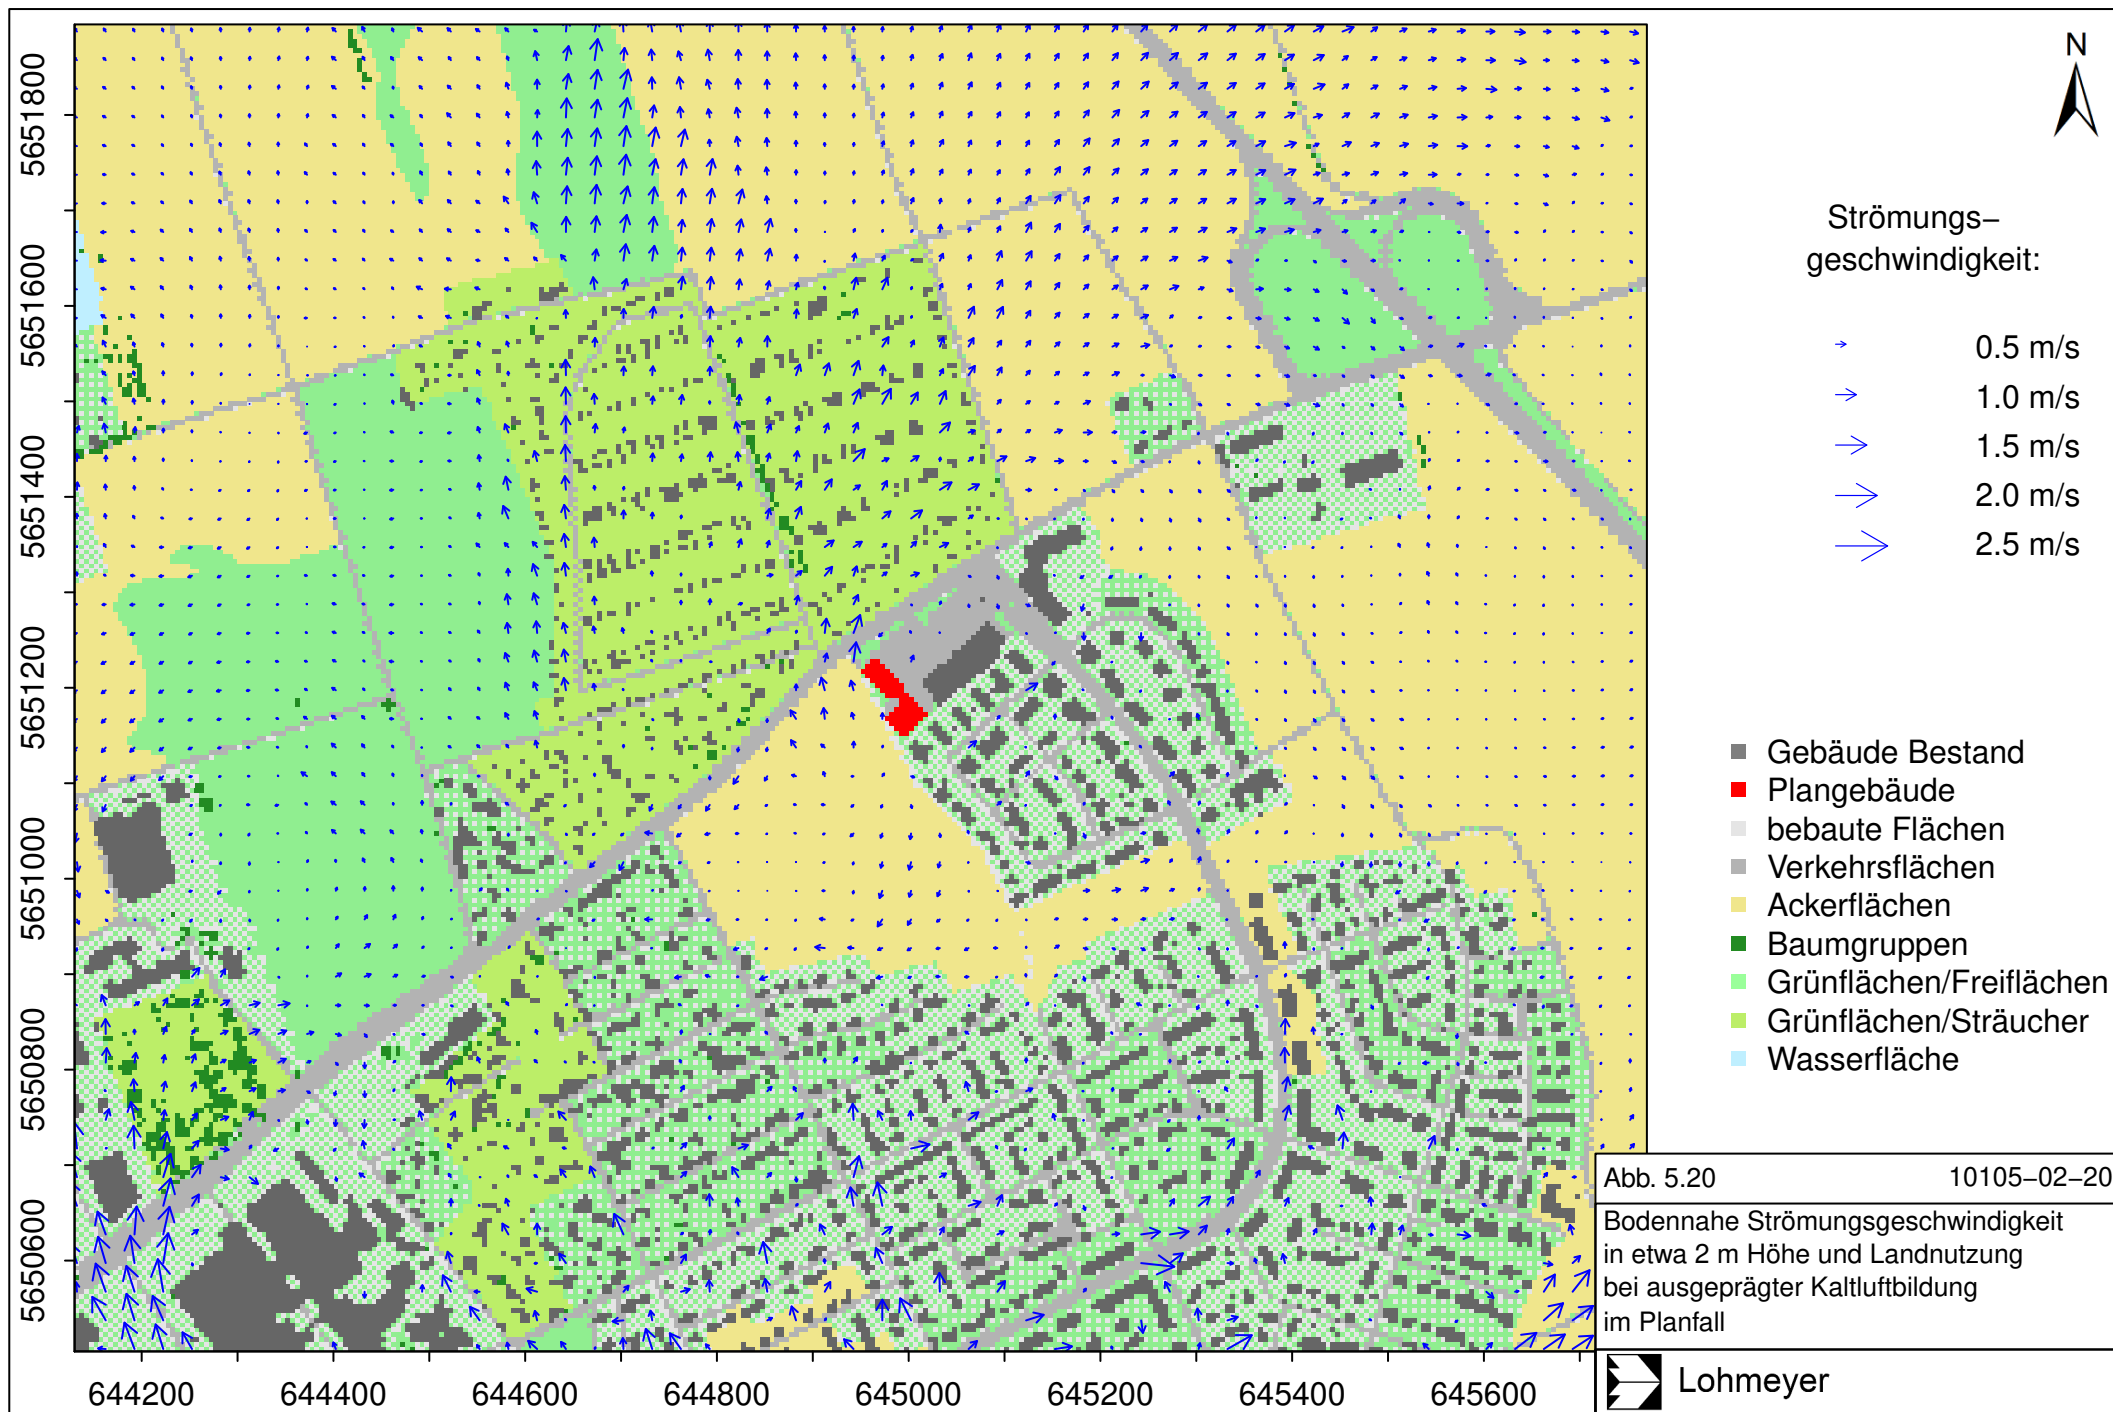 5651800
5651600
5651400
5651200
5651000
5650800
5650600
644200
644400
644600
644800
645000
645200
645400
645600
N
Strömungs–
geschwindigkeit:
0.5 m/s
1.0 m/s
1.5 m/s
2.0 m/s
2.5 m/s
Gebäude Bestand
Plangebäude
bebaute Flächen
Verkehrsflächen
Ackerflächen
Baumgruppen
Grünflächen/Freiflächen
Grünflächen/Sträucher
Wasserfläche
Abb. 5.20 10105–02–20
Bodennahe Strömungsgeschwindigkeit
in etwa 2 m Höhe und Landnutzung
bei ausgeprägter Kaltluftbildung
im Planfall
Lohmeyer